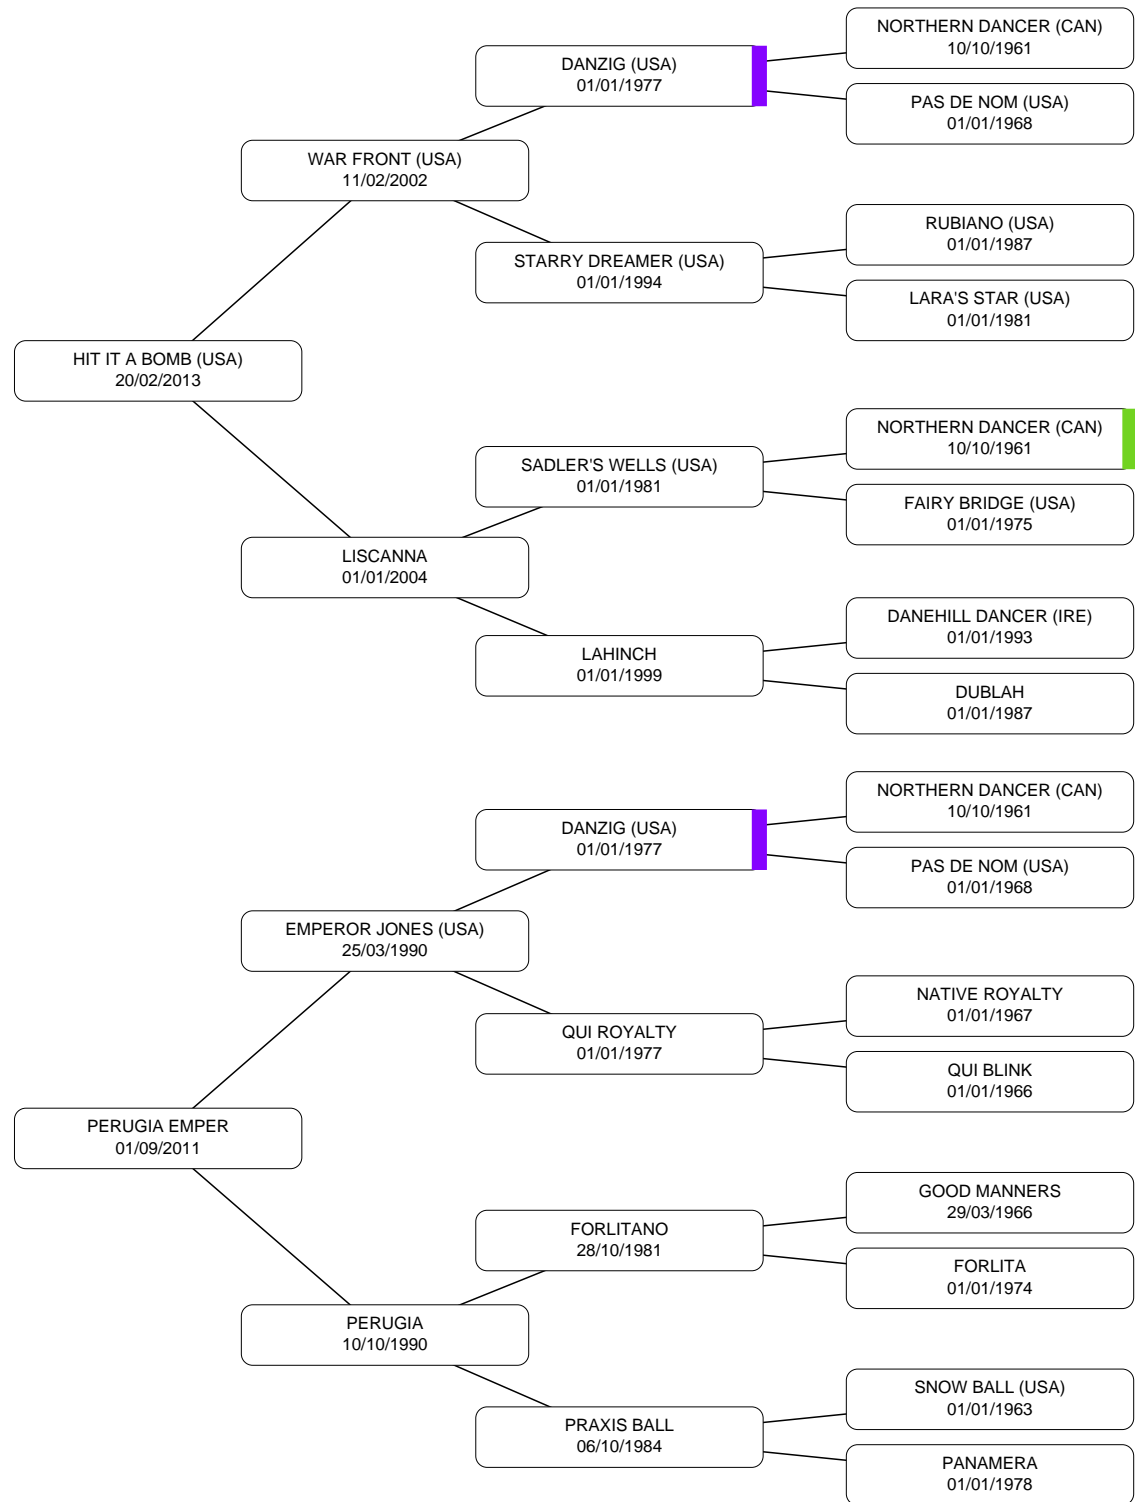 NORTHERN DANCER (CAN)
10/10/1961
DANZIG (USA)
01/01/1977
PAS DE NOM (USA)
01/01/1968
WAR FRONT (USA)
11/02/2002
RUBIANO (USA)
01/01/1987
STARRY DREAMER (USA)
01/01/1994
LARA'S STAR (USA)
01/01/1981
HIT IT A BOMB (USA)
20/02/2013
NORTHERN DANCER (CAN)
10/10/1961
SADLER'S WELLS (USA)
01/01/1981
FAIRY BRIDGE (USA)
01/01/1975
LISCANNA
01/01/2004
DANEHILL DANCER (IRE)
01/01/1993
LAHINCH
01/01/1999
DUBLAH
01/01/1987
NORTHERN DANCER (CAN)
10/10/1961
DANZIG (USA)
01/01/1977
PAS DE NOM (USA)
01/01/1968
EMPEROR JONES (USA)
25/03/1990
NATIVE ROYALTY
01/01/1967
QUI ROYALTY
01/01/1977
QUI BLINK
01/01/1966
PERUGIA EMPER
01/09/2011
GOOD MANNERS
29/03/1966
FORLITANO
28/10/1981
FORLITA
01/01/1974
PERUGIA
10/10/1990
SNOW BALL (USA)
01/01/1963
PRAXIS BALL
06/10/1984
PANAMERA
01/01/1978